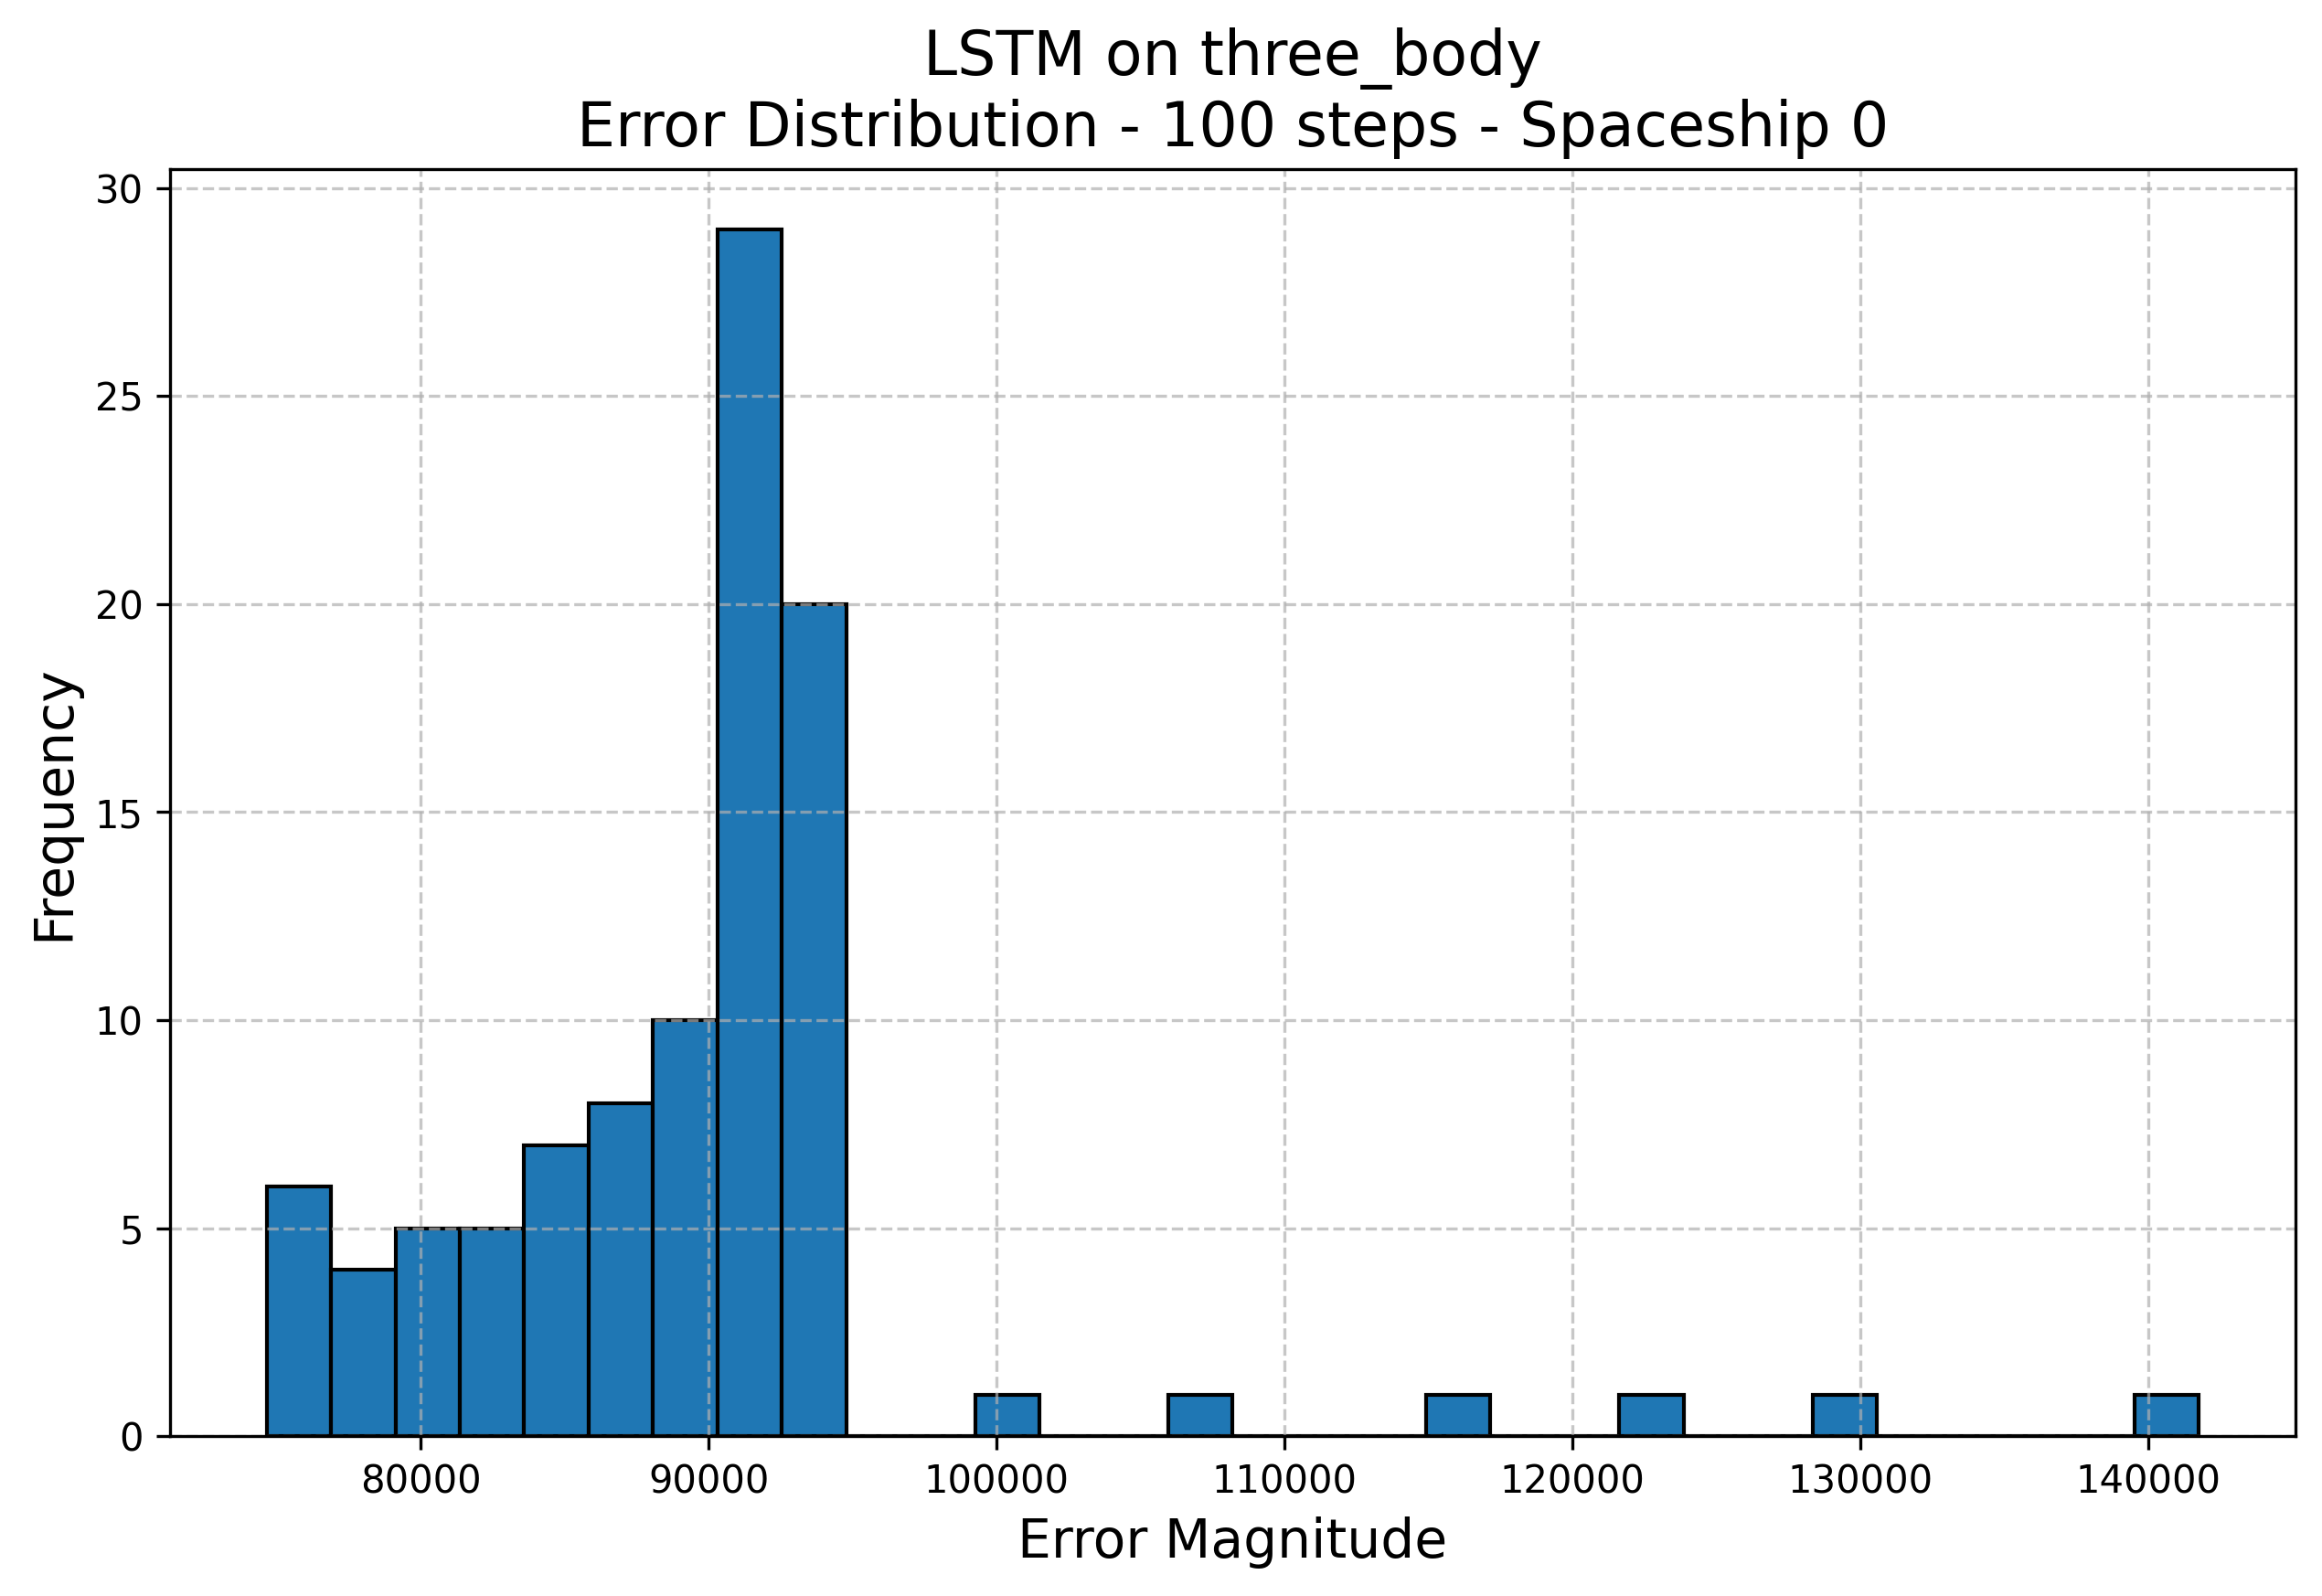 LSTM on three_body
Error Distribution - 100 steps - Spaceship 0
30
25
20
15
10
5
0
Frequency
80000 90000 100000 110000 120000 130000 140000
Error Magnitude